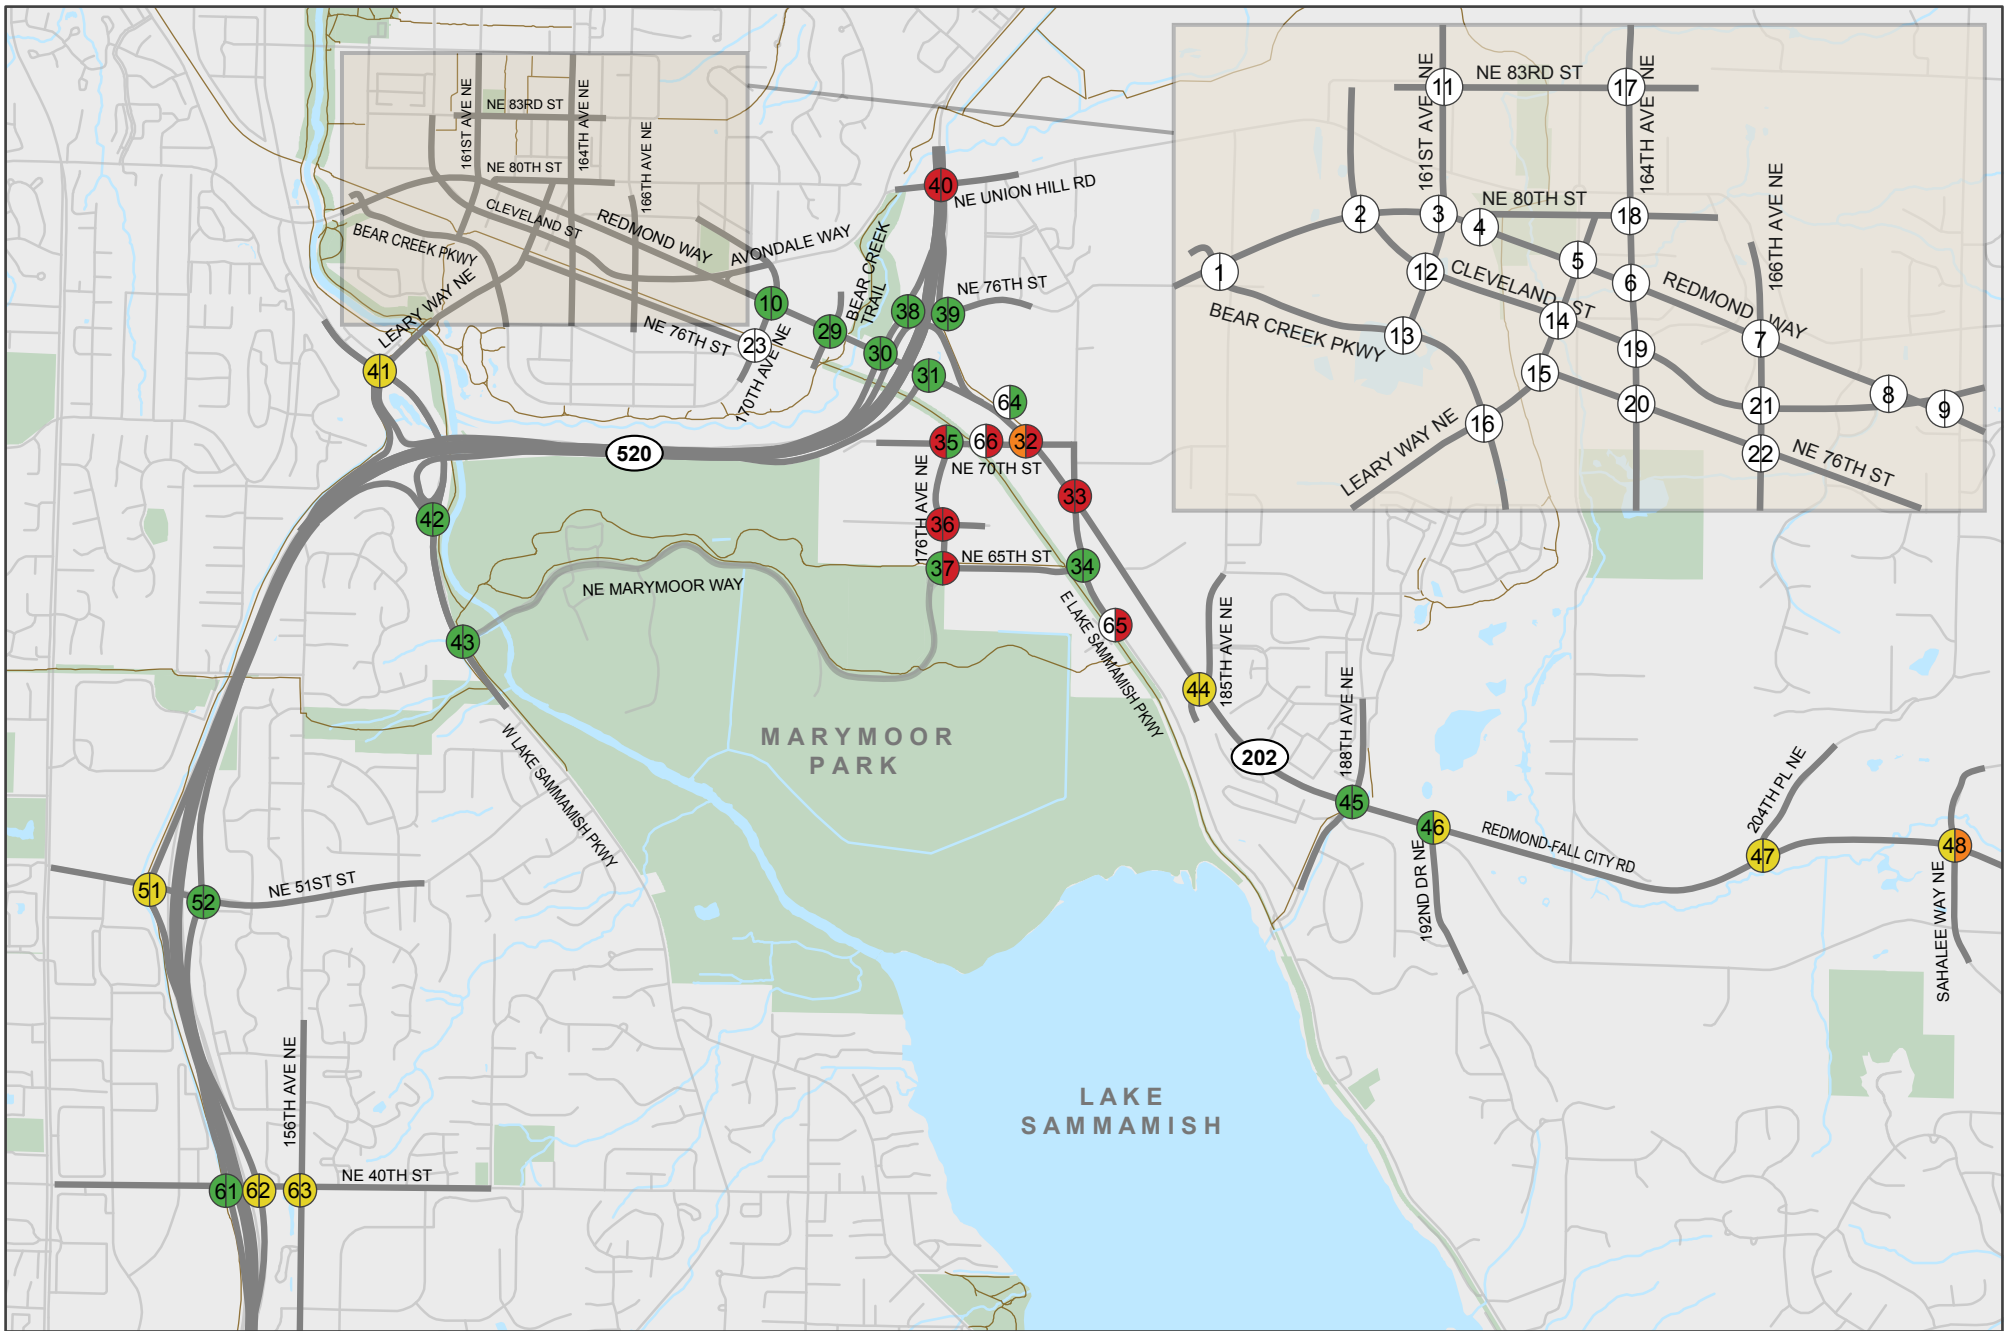 161ST AVE NE
164TH AVE NE
NE 83RD ST
166TH AVE NE
NE 80TH ST
CLEVELAND ST
REDMOND WAY
BEAR CREEK PKWY
AVONDALE WAY
LEARY WAY NE
NE 76TH ST
170TH AVE NE
BEAR CREEK
TRAIL
NE UNION HILL RD
NE 76TH ST
40
10
29
38
39
23
30
31
41
64
35
66
32
520
NE 70TH ST
176TH AVE NE
33
42
36
37
NE 65TH ST
34
NE MARYMOOR WAY
E LAKE SAMMAMISH PKWY
65
43
44
185TH AVE NE
MARYMOOR
PARK
W LAKE SAMMAMISH PKWY
202
188TH AVE NE
45
46
192ND DR NE
REDMOND-FALL CITY RD
204TH PL NE
47
48
SAHALEE WAY NE
51
52
NE 51ST ST
LAKE
SAMMAMISH
156TH AVE NE
61
62
63
NE 40TH ST
161ST AVE NE
11
NE 83RD ST
17
164TH AVE NE
166TH AVE NE
NE 80TH ST
2
3
4
18
1
12
CLEVELAND ST
5
6
REDMOND WAY
BEAR CREEK PKWY
13
14
19
7
15
20
21
8
9
16
22
LEARY WAY NE
NE 76TH ST